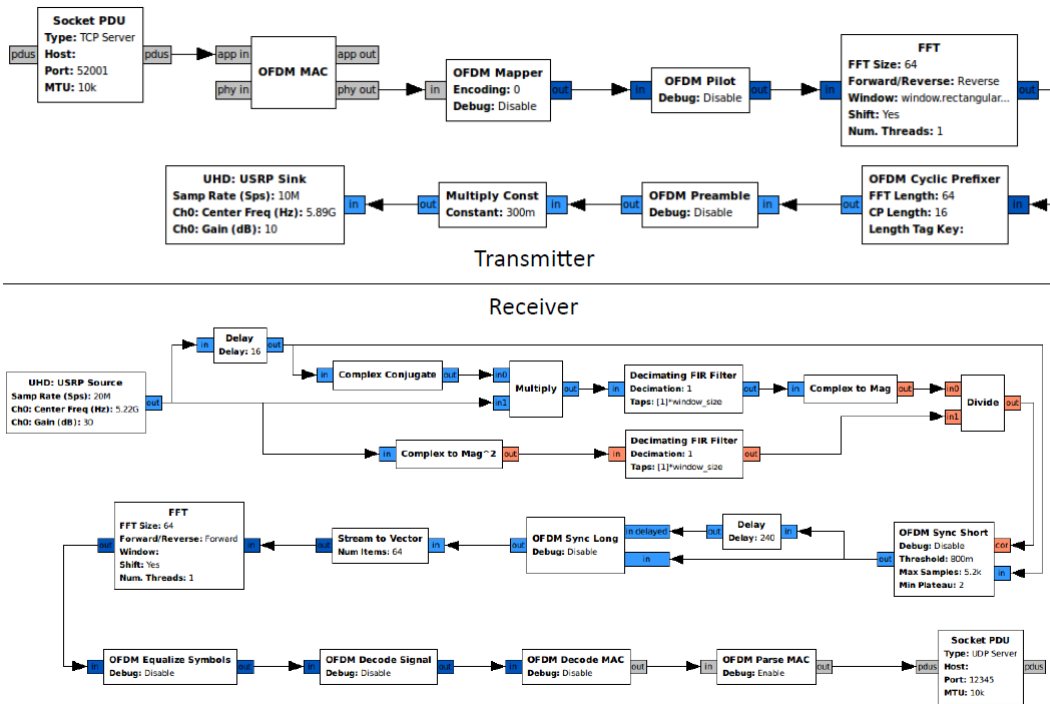 Socket PDU
Type: TCP Server
Host:
Port: 52001
MTU: 10k
pdus
pdus
OFDM MAC
app in
app out
phy in
phy out
OFDM Mapper
Encoding: 0
Debug: Disable
in
out
OFDM Pilot
Debug: Disable
in
out
FFT
FFT Size: 64
Forward/Reverse: Reverse
Window: window.rectangular...
Shift: Yes
Num. Threads: 1
in
out
UHD: USRP Sink
Samp Rate (Sps): 10M
Ch0: Center Freq (Hz): 5.89G
Ch0: Gain (dB): 10
in
Multiply Const
Constant: 300m
out
in
OFDM Preamble
Debug: Disable
out
in
OFDM Cyclic Prefixer
FFT Length: 64
CP Length: 16
Length Tag Key:
out
in
Transmitter
Receiver
UHD: USRP Source
Samp Rate (Sps): 20M
Ch0: Center Freq (Hz): 5.22G
Ch0: Gain (dB): 30
out
Delay
Delay: 16
in
out
Complex Conjugate
in
out
Multiply
in0
in1
out
Decimating FIR Filter
Decimation: 1
Taps: [1]*window_size
in
out
Complex to Mag
in
out
Divide
in0
in1
out
Complex to Mag^2
in
out
Decimating FIR Filter
Decimation: 1
Taps: [1]*window_size
in
out
FFT
FFT Size: 64
Forward/Reverse: Forward
Window:
Shift: Yes
Num. Threads: 1
out
in
Stream to Vector
Num Items: 64
out
in
OFDM Sync Long
Debug: Disable
out
in delayed
in
Delay
Delay: 240
out
in
OFDM Sync Short
Debug: Disable
Threshold: 800m
Max Samples: 5.2k
Min Plateau: 2
out
cor
in
OFDM Equalize Symbols
Debug: Disable
in
out
OFDM Decode Signal
Debug: Disable
in
out
OFDM Decode MAC
Debug: Disable
in
out
OFDM Parse MAC
Debug: Enable
in
out
Socket PDU
Type: UDP Server
Host:
Port: 12345
MTU: 10k
pdus
pdus